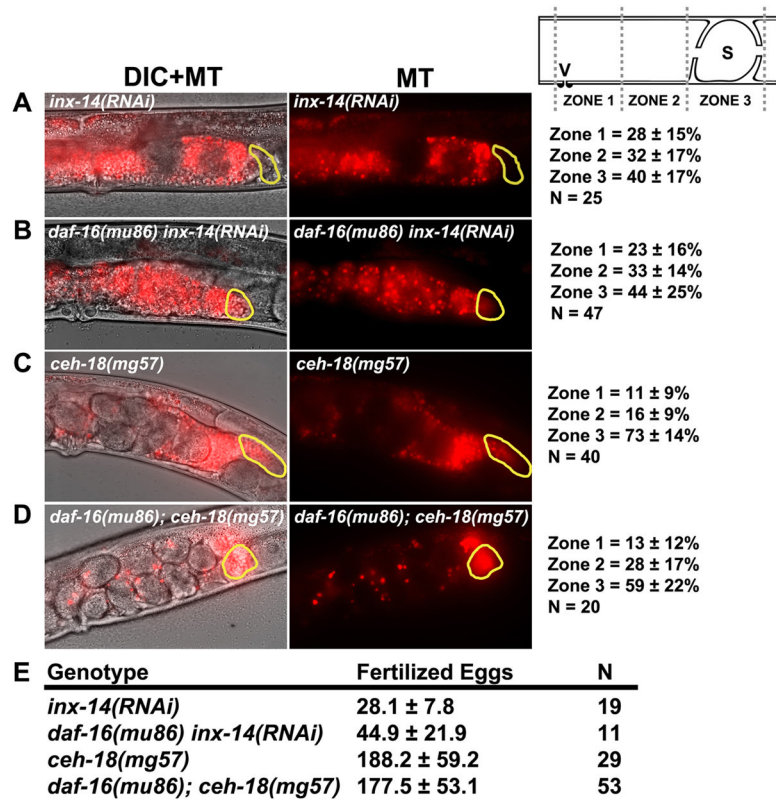 S
V
ZONE 1 ZONE 2 ZONE 3
DIC+MT MT
A
inx-14(RNAi) inx-14(RNAi)
Zone 1 = 28 ± 15%
Zone 2 = 32 ± 17%
Zone 3 = 40 ± 17%
N = 25
B
daf-16(mu86) inx-14(RNAi) daf-16(mu86) inx-14(RNAi)
Zone 1 = 23 ± 16%
Zone 2 = 33 ± 14%
Zone 3 = 44 ± 25%
N = 47
C
ceh-18(mg57) ceh-18(mg57)
Zone 1 = 11 ± 9%
Zone 2 = 16 ± 9%
Zone 3 = 73 ± 14%
N = 40
D
daf-16(mu86); ceh-18(mg57) daf-16(mu86); ceh-18(mg57)
Zone 1 = 13 ± 12%
Zone 2 = 28 ± 17%
Zone 3 = 59 ± 22%
N = 20
E Genotype Fertilized Eggs N
inx-14(RNAi) 28.1 ± 7.8 19
daf-16(mu86) inx-14(RNAi) 44.9 ± 21.9 11
ceh-18(mg57) 188.2 ± 59.2 29
daf-16(mu86); ceh-18(mg57) 177.5 ± 53.1 53